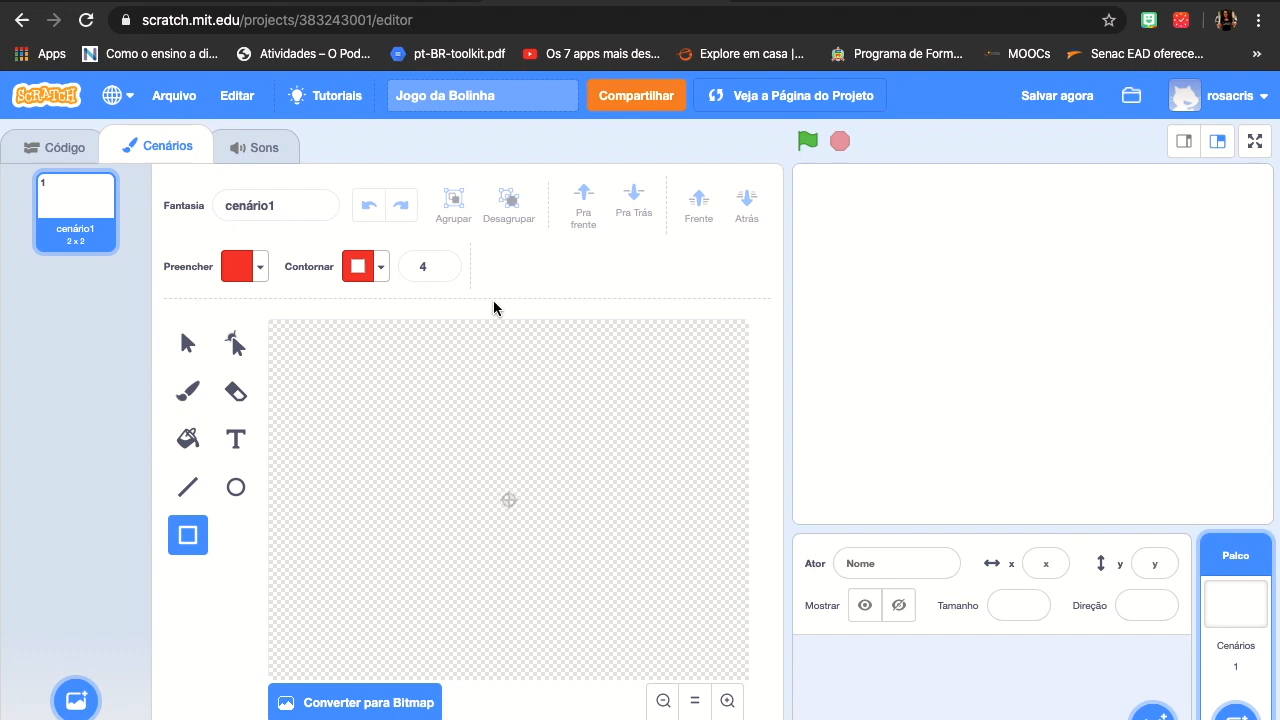 scratch.mit.edu/projects/383243001/editor
Apps
Como o ensino a di...
Atividades – O Pod...
pt-BR-toolkit.pdf
Os 7 apps mais des...
Explore em casa |...
Programa de Form...
MOOCs
Senac EAD oferece...
»
SCRATCH
Arquivo
Editar
Tutoriais
Jogo da Bolinha
Compartilhar
Veja a Página do Projeto
Salvar agora
rosacris
Código
Cenários
Sons
1
cenário1
2 x 2
Fantasia
cenário1
Agrupar
Desagrupar
Pra
frente
Pra Trás
Frente
Atrás
Preencher
Contornar
4
T
Converter para Bitmap
=
Ator
Nome
x
x
y
y
Mostrar
Tamanho
Direção
Palco
Cenários
1